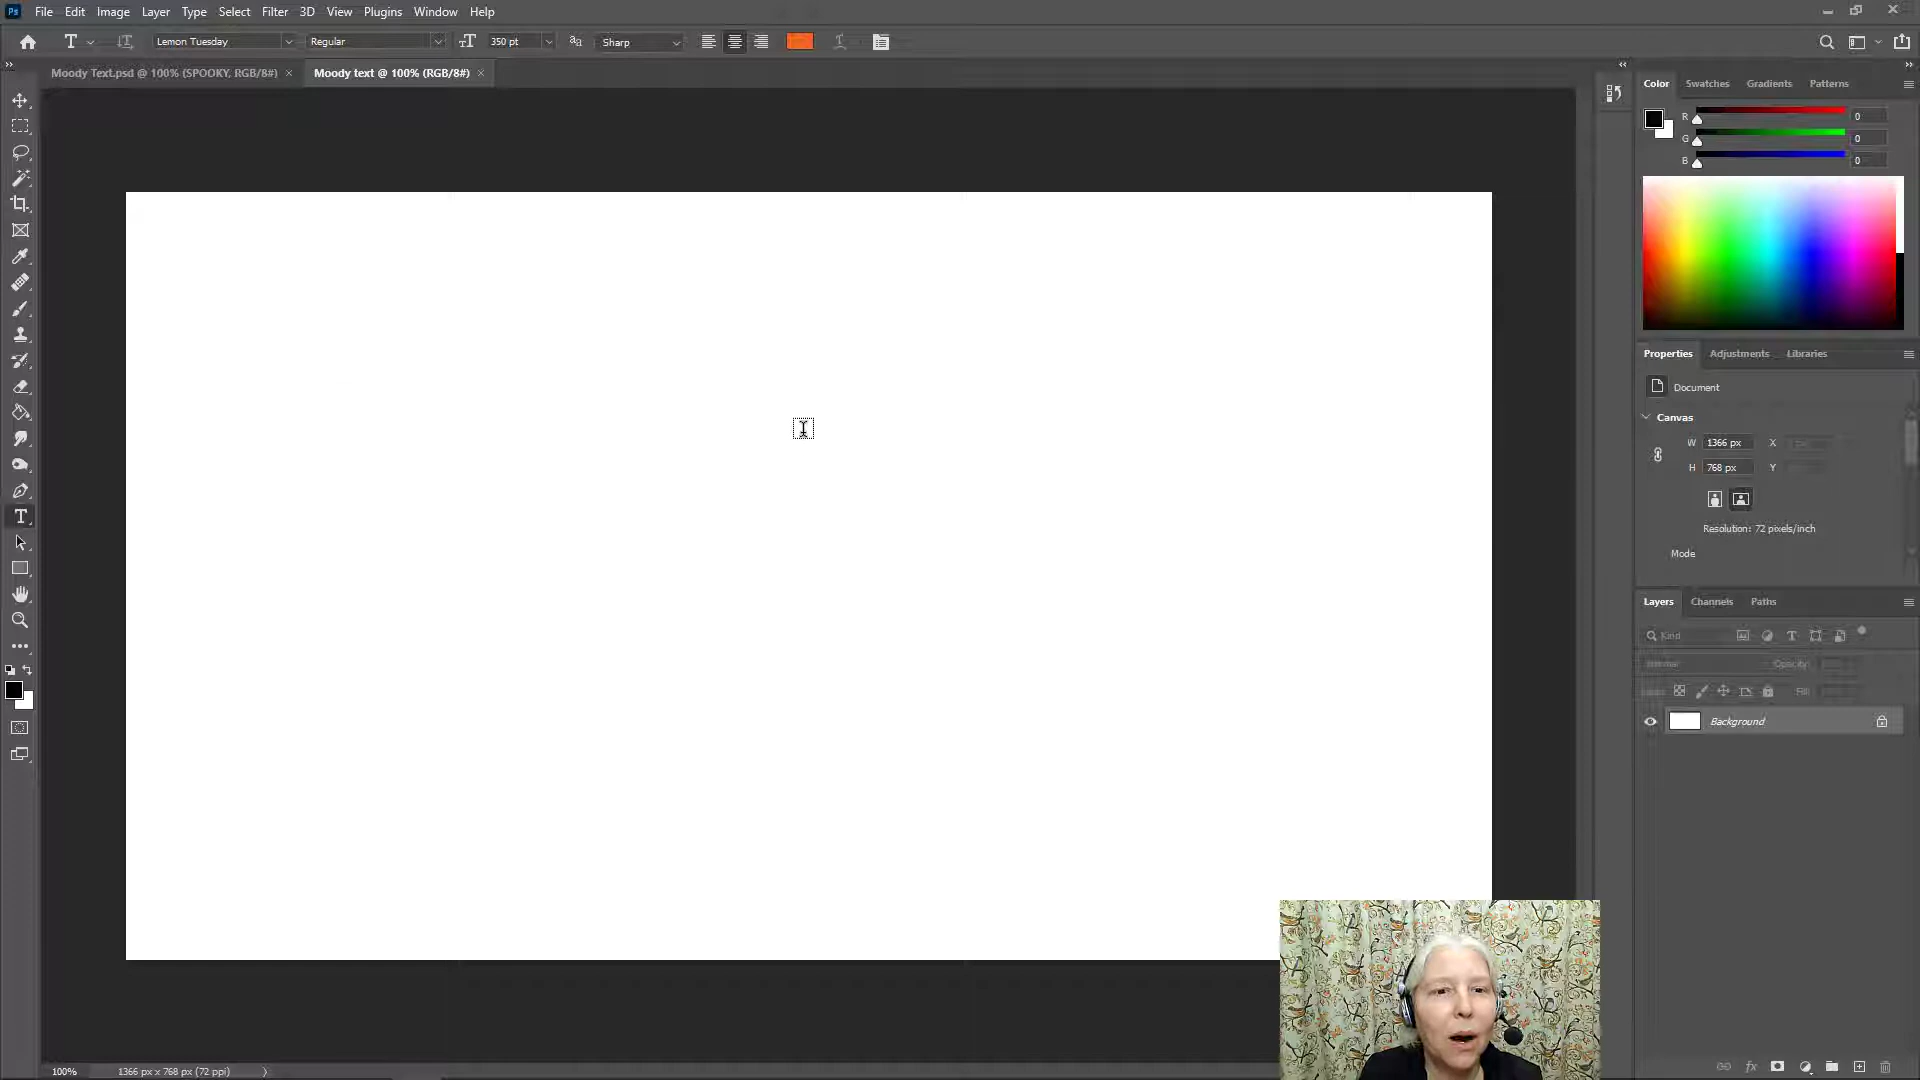 Ps File Edit Image Layer Type Select Filter 3D View Plugins Window Help
T Lemon Tuesday Regular 350 pt Sharp
Moody Text.psd @ 100% (SPOOKY, RGB/8#) × Moody text @ 100% (RGB/8#) ×
Color Swatches Gradients Patterns
R 0
G 0
B 0
Properties Adjustments Libraries
Document
Canvas
W 1366 px X
H 768 px Y
Resolution: 72 pixels/inch
Mode
Layers Channels Paths
Kind
Opacity:
Fill
Background
fx
100% 1366 px x 768 px (72 ppi)